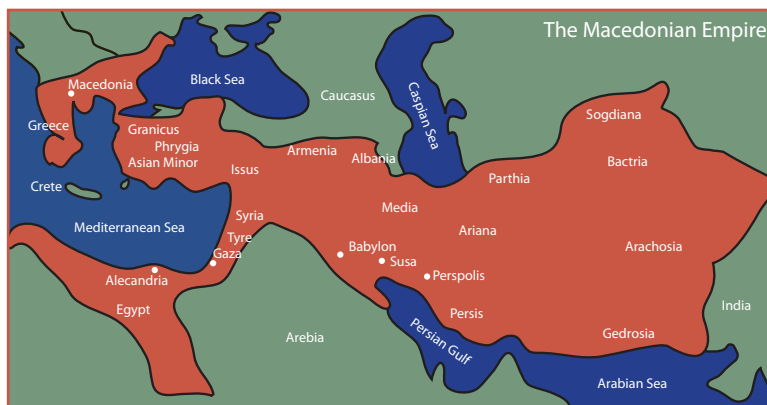 The Macedonian Empire
Macedonia
Black Sea
Caucasus
Caspian Sea
Sogdiana
Greece
Granicus
Phrygia
Asian Minor
Issus
Armenia
Albania
Parthia
Bactria
Crete
Syria
Media
Ariana
Mediterranean Sea
Tyre
Gaza
Babylon
Susa
Arachosia
Alecandria
Perspolis
Egypt
Persis
India
Arebia
Persian Gulf
Gedrosia
Arabian Sea